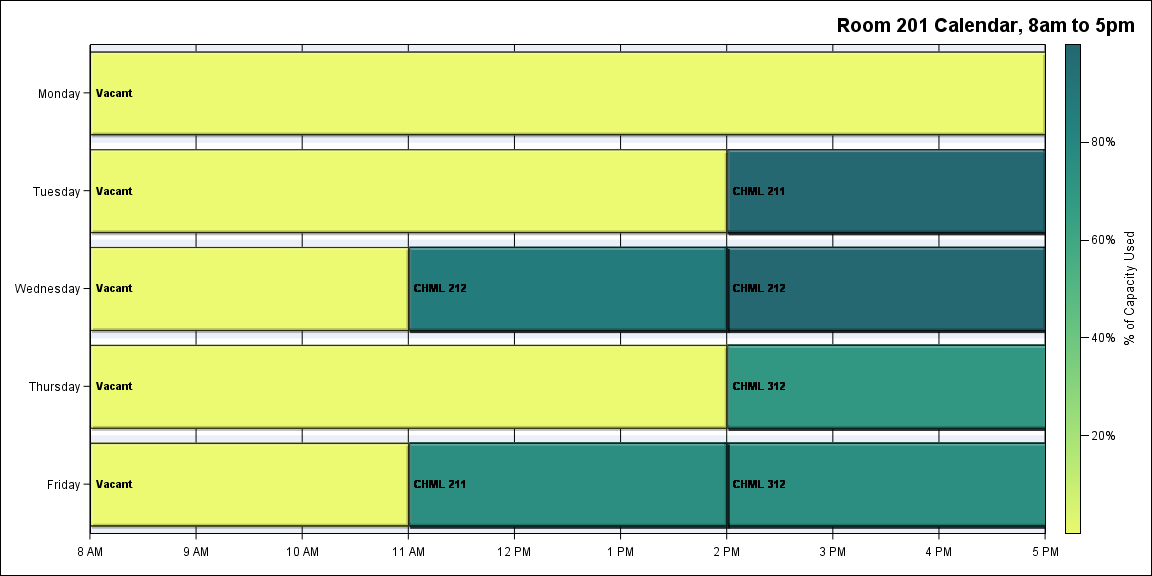 Room 201 Calendar, 8am to 5pm
Monday
Vacant
Tuesday
Vacant
CHML 211
Wednesday
Vacant
CHML 212
CHML 212
Thursday
Vacant
CHML 312
Friday
Vacant
CHML 211
CHML 312
8 AM
9 AM
10 AM
11 AM
12 PM
1 PM
2 PM
3 PM
4 PM
5 PM
80%
60%
40%
20%
% of Capacity Used